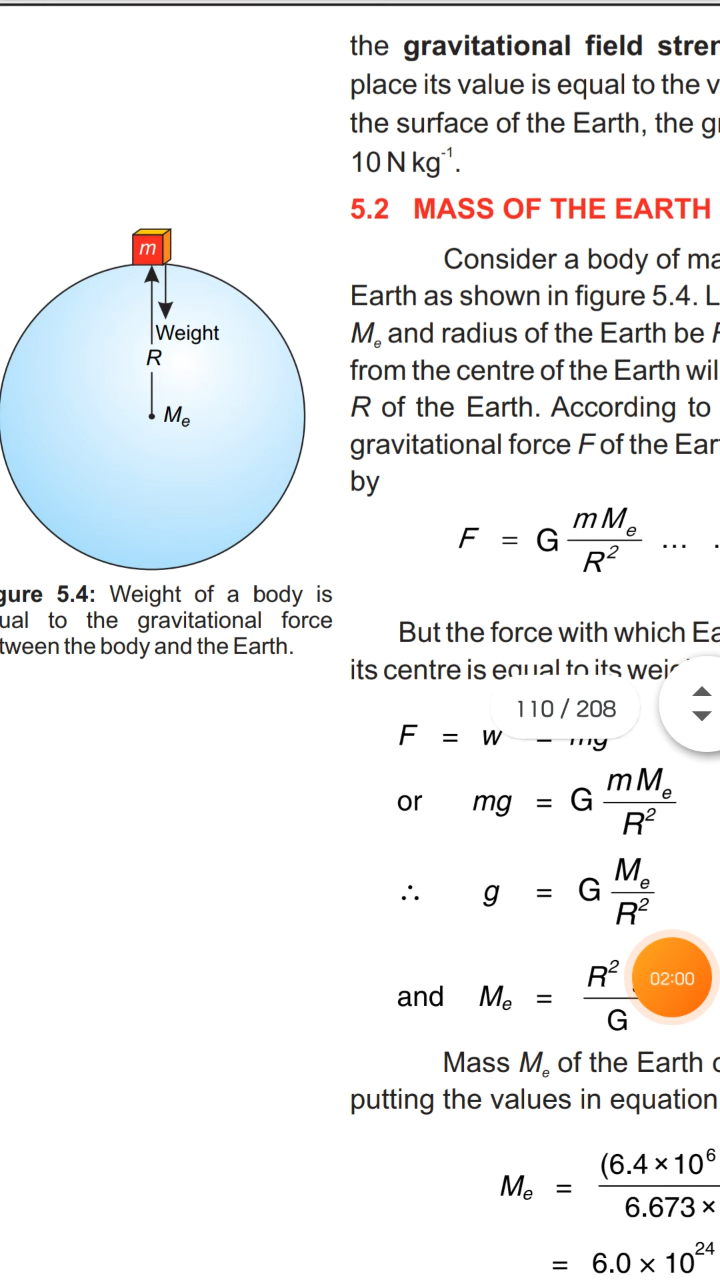 the gravitational field stren
place its value is equal to the v
the surface of the Earth, the gr
10 N kg⁻¹.
5.2 MASS OF THE EARTH
m
Weight
R
Mₑ
gure 5.4: Weight of a body is
ual to the gravitational force
tween the body and the Earth.
Consider a body of ma
Earth as shown in figure 5.4. L
Mₑ and radius of the Earth be R
from the centre of the Earth will
R of the Earth. According to
gravitational force F of the Ear
by
F = G mMₑ / R² ... .
But the force with which Ea
its centre is equal to its weig
110 / 208
F = w = mg
or mg = G mMₑ / R²
∴ g = G Mₑ / R²
and Mₑ = R² / G
02:00
Mass Mₑ of the Earth c
putting the values in equation
Mₑ = (6.4 × 10⁶ / 6.673 ×
= 6.0 × 10²⁴